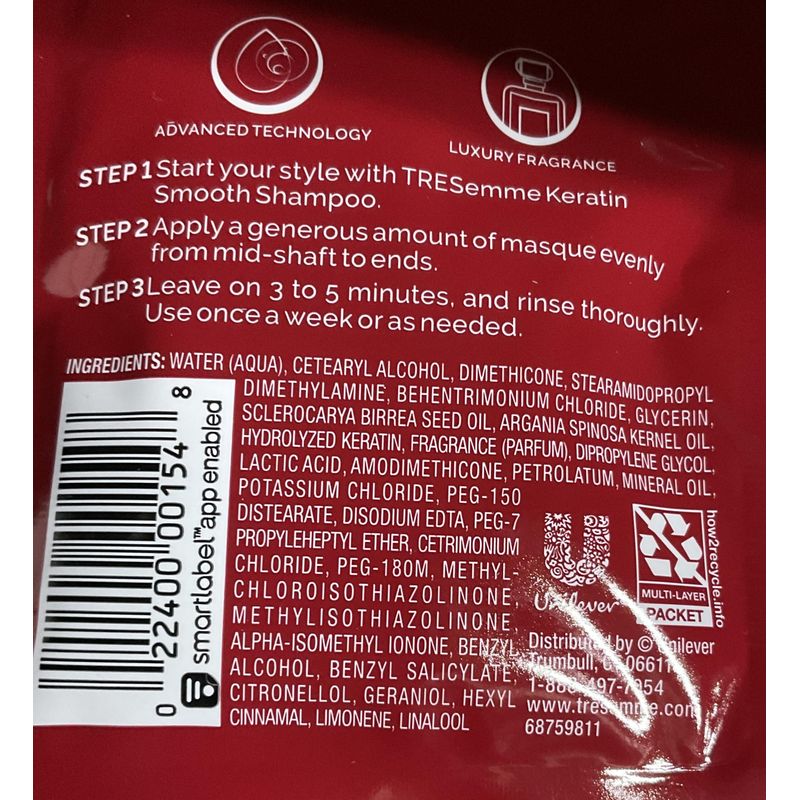 ADVANCED TECHNOLOGY
LUXURY FRAGRANCE
STEP 1 Start your style with TRESemme Keratin
Smooth Shampoo.
STEP 2 Apply a generous amount of masque evenly
from mid-shaft to ends.
STEP 3 Leave on 3 to 5 minutes, and rinse thoroughly.
Use once a week or as needed.
INGREDIENTS: WATER (AQUA), CETEARYL ALCOHOL, DIMETHICONE, STEARAMIDOPROPYL
DIMETHYLAMINE, BEHENTRIMONIUM CHLORIDE, GLYCERIN,
SCLEROCARYA BIRREA SEED OIL, ARGANIA SPINOSA KERNEL OIL,
HYDROLYZED KERATIN, FRAGRANCE (PARFUM), DIPROPYLENE GLYCOL,
LACTIC ACID, AMODIMETHICONE, PETROLATUM, MINERAL OIL,
POTASSIUM CHLORIDE, PEG-150
DISTEARATE, DISODIUM EDTA, PEG-7
PROPYLHEPTYL ETHER, CETRIMONIUM
CHLORIDE, PEG-180M, METHYL-
CHLOROISOTHIAZOLINONE,
METHYLISOTHIAZOLINONE,
ALPHA-ISOMETHYL IONONE, BENZYL
ALCOHOL, BENZYL SALICYLATE,
CITRONELLOL, GERANIOL, HEXYL
CINNAMAL, LIMONENE, LINALOOL
0 22400 00154 8
smartlabel™ app enabled
Unilever
MULTI-LAYER
PACKET
how2recycle.info
Distributed by © Unilever
Trumbull, 06611
www.tresemme.com
68759811